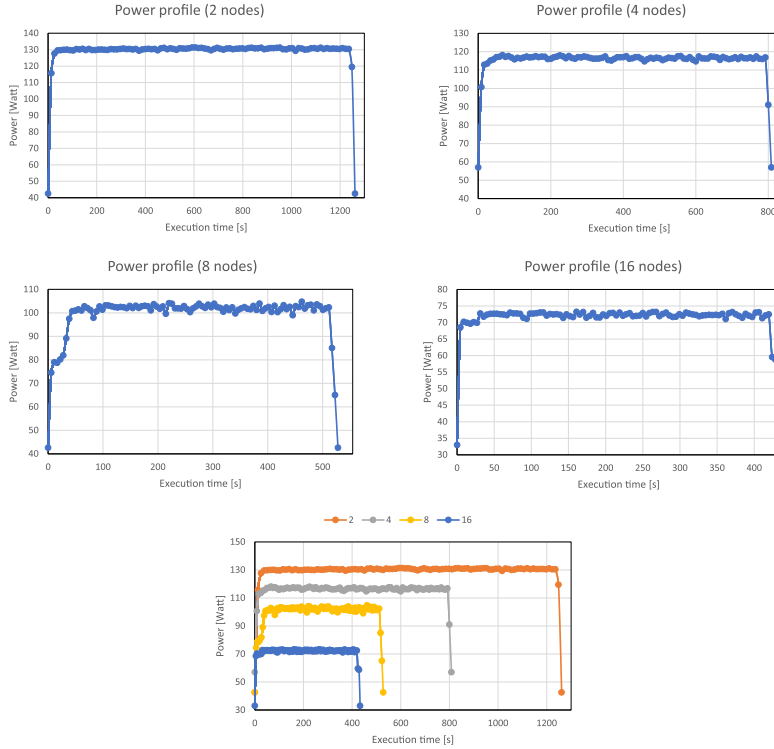 Power profile (2 nodes)
140
130
120
110
100
90
80
70
60
50
40
0 200 400 600 800 1000 1200
Power [Watt]
Execution time [s]
Power profile (4 nodes)
130
120
110
100
90
80
70
60
50
40
0 200 400 600 800
Power [Watt]
Execution time [s]
Power profile (8 nodes)
110
100
90
80
70
60
50
40
0 100 200 300 400 500
Power [Watt]
Execution time [s]
Power profile (16 nodes)
80
75
70
65
60
55
50
45
40
35
30
0 50 100 150 200 250 300 350 400
Power [Watt]
Execution time [s]
2 4 8 16
150
130
110
90
70
50
30
0 200 400 600 800 1000 1200
Power [Watt]
Execution time [s]